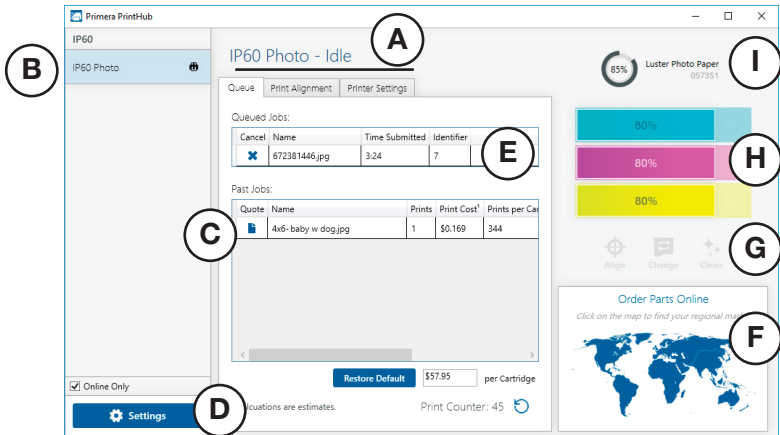 Primera PrintHub
IP60
IP60 Photo
B
A
IP60 Photo - Idle
Queue Print Alignment Printer Settings
Queued Jobs:
Cancel Name Time Submitted Identifier
672381446.jpg 3:24 7
E
Past Jobs:
Quote Name Prints Print Cost¹ Prints per Car
4x6- baby w dog.jpg 1 $0.169 344
C
Restore Default $57.95 per Cartridge
Print Counter: 45
are estimates.
Online Only
Settings
D
85%
Luster Photo Paper
057351
I
80%
80%
80%
H
Align Change Clean
G
Order Parts Online
Click on the map to find your regional
F